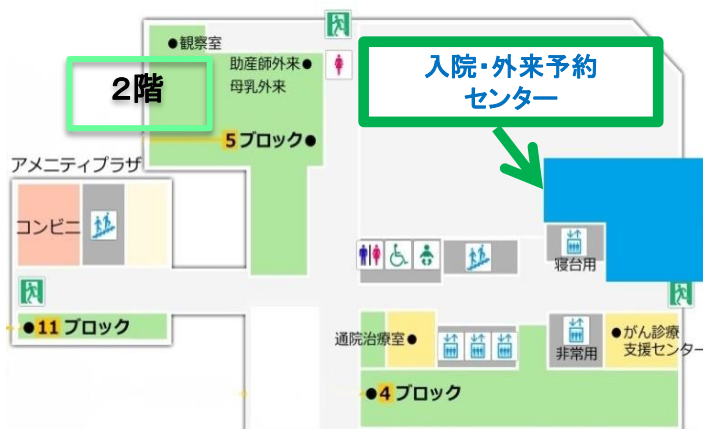 ●観察室
助産師外来●
母乳外来
2階
入院・外来予約
センター
5 ブロック●
アメニティプラザ
コンビニ
寝台用
●11 ブロック
通院治療室●
非常用
●がん診療
支援センター
●4 ブロック